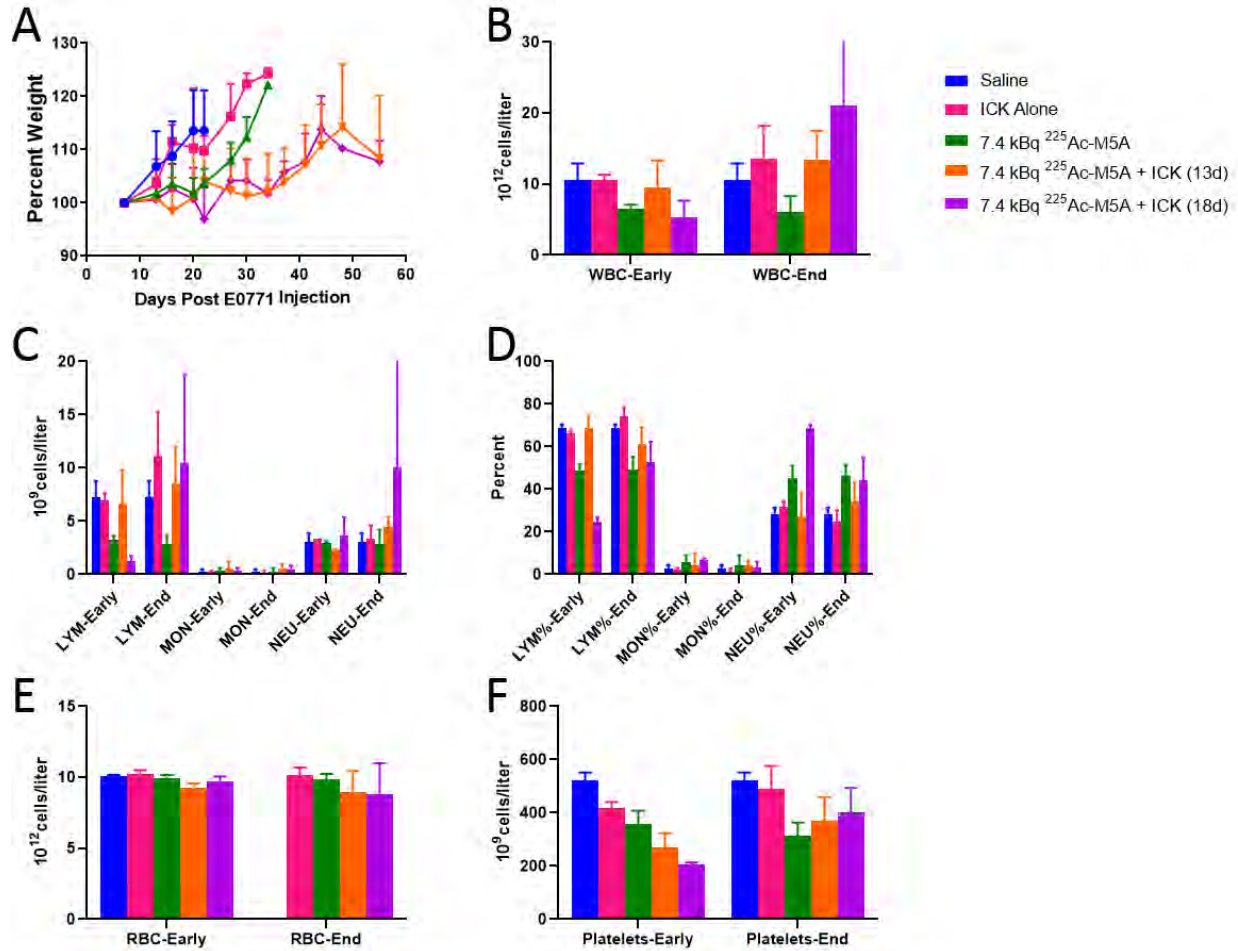 A
Percent Weight
130
120
110
100
90
0 10 20 30 40 50 60
Days Post E0771 Injection
B
10¹²cells/liter
30
20
10
0
WBC-Early WBC-End
Saline
ICK Alone
7.4 kBq ²²⁵Ac-M5A
7.4 kBq ²²⁵Ac-M5A + ICK (13d)
7.4 kBq ²²⁵Ac-M5A + ICK (18d)
C
10⁹cells/liter
20
15
10
5
0
LYM-Early LYM-End MON-Early MON-End NEU-Early NEU-End
D
Percent
100
80
60
40
20
0
LYM%-Early LYM%-End MON%-Early MON%-End NEU%-Early NEU%-End
E
10¹²cells/liter
15
10
5
0
RBC-Early RBC-End
F
10⁹cells/liter
800
600
400
200
0
Platelets-Early Platelets-End